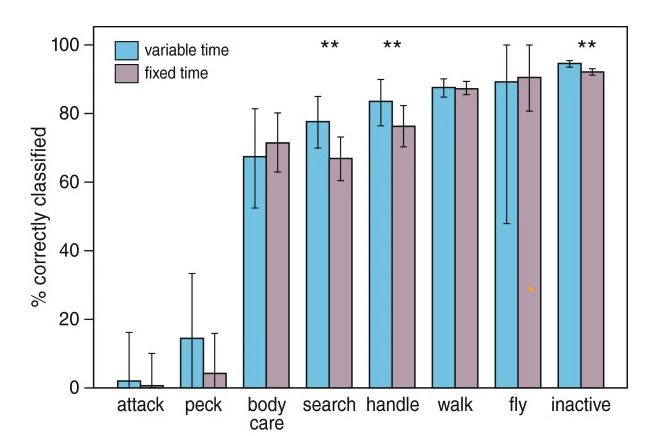 100
80
60
40
20
0
% correctly classified
variable time
fixed time
** ** **
attack peck body care search handle walk fly inactive